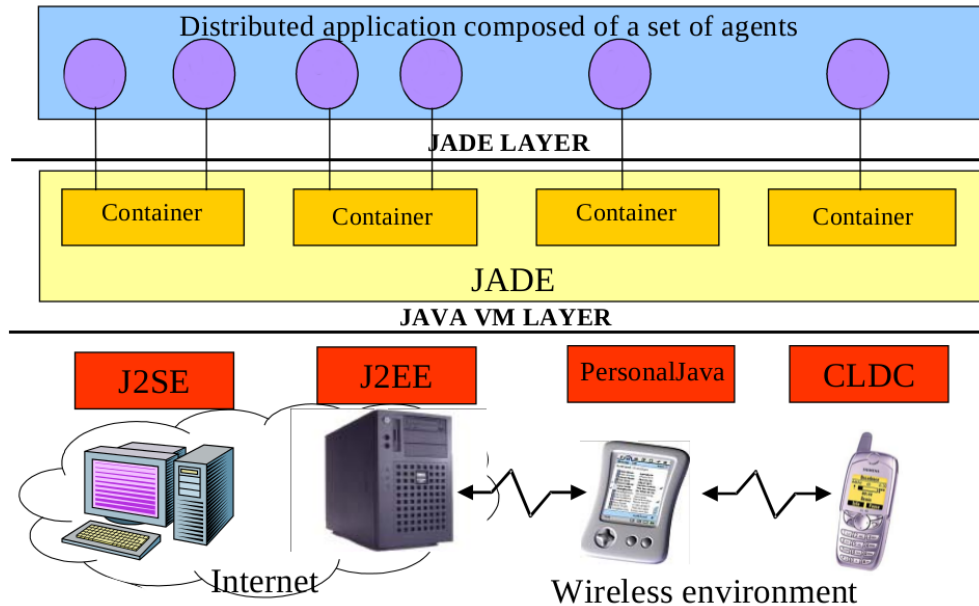 Distributed application composed of a set of agents
JADE LAYER
Container
Container
Container
Container
JADE
JAVA VM LAYER
J2SE
J2EE
PersonalJava
CLDC
Internet
Wireless environment